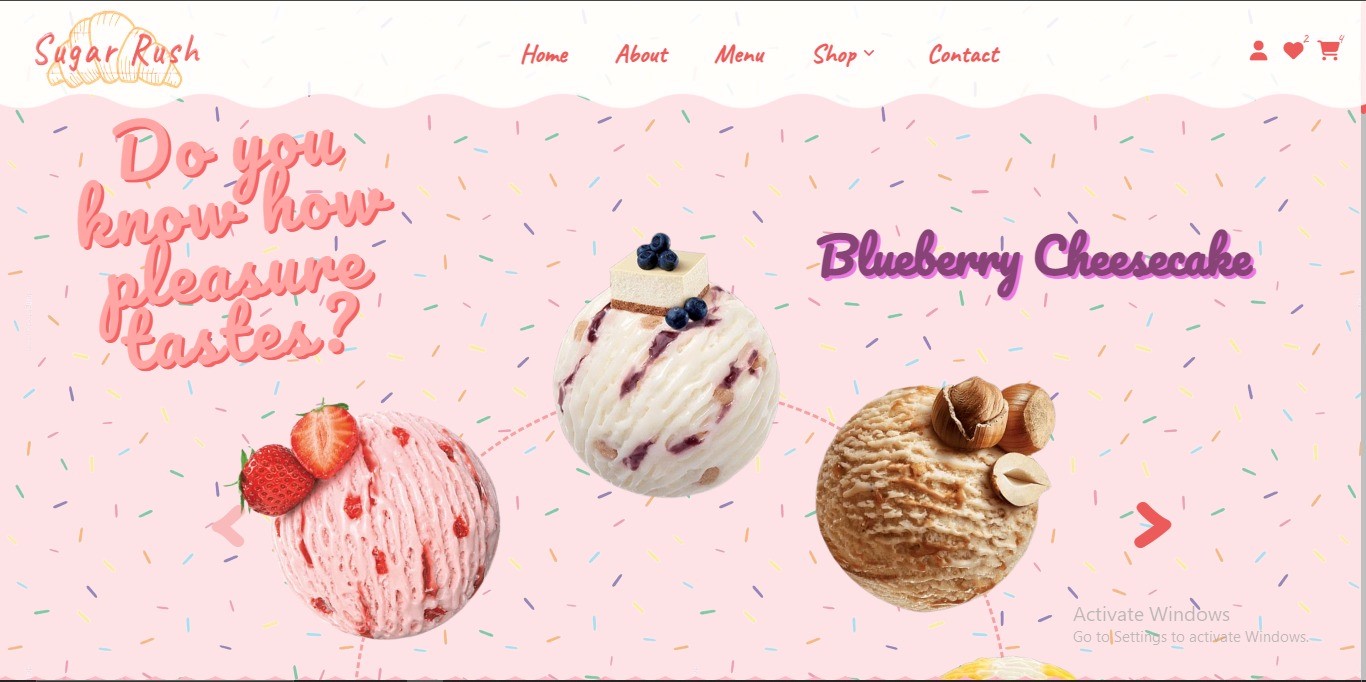 Sugar Rush
Home
About
Menu
Shop
Contact
2
4
Do you
know how
pleasure
tastes?
Blueberry Cheesecake
Activate Windows
Go to Settings to activate Windows.